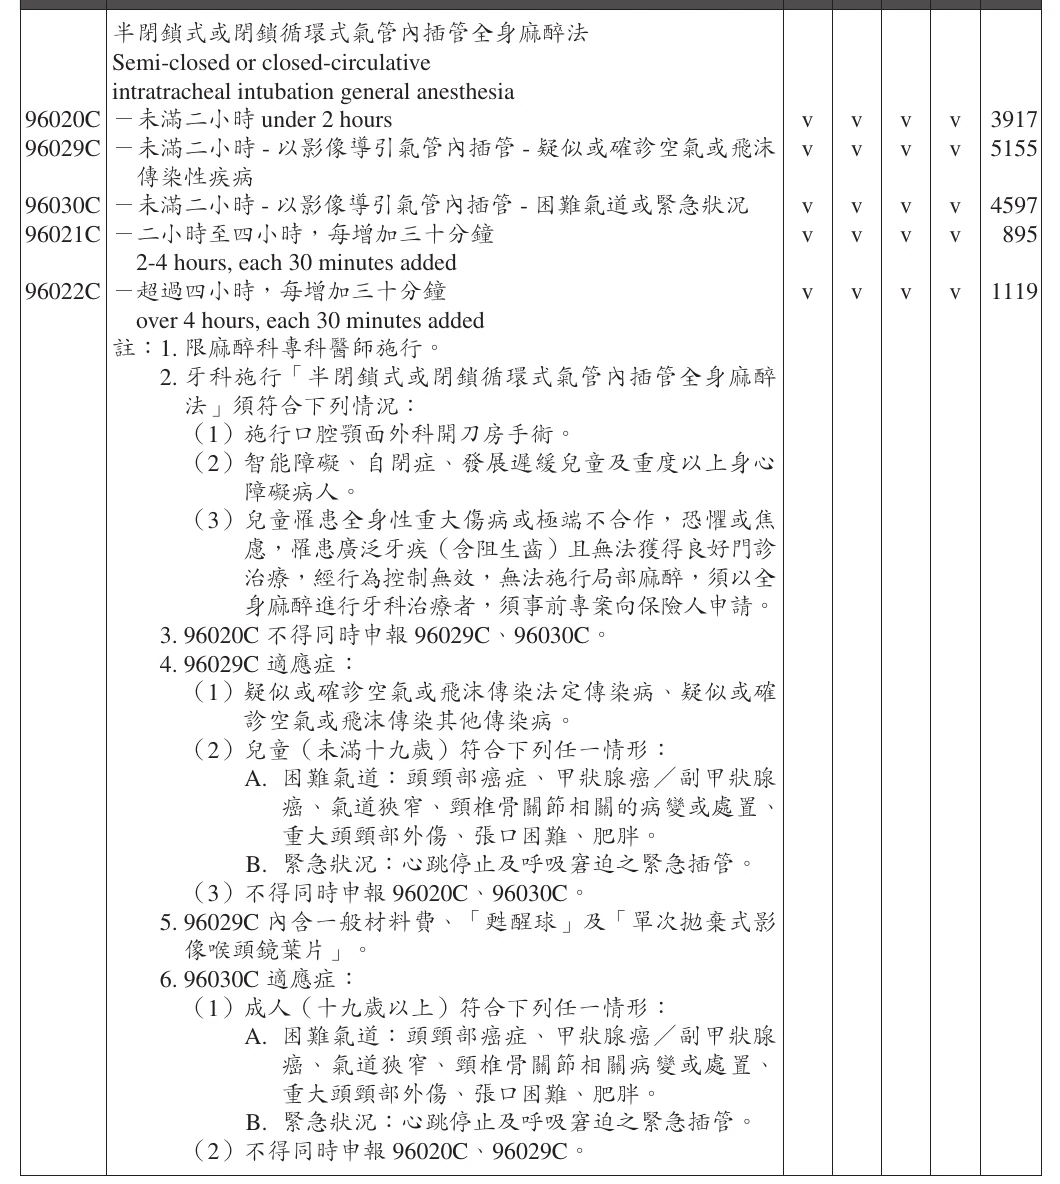 半閉鎖式或閉鎖循環式氣管內插管全身麻醉法
Semi-closed or closed-circulative
intratracheal intubation general anesthesia
96020C －未滿二小時 under 2 hours v v v v 3917
96029C －未滿二小時 - 以影像導引氣管內插管 - 疑似或確診空氣或飛沫 v v v v 5155
傳染性疾病
96030C －未滿二小時 - 以影像導引氣管內插管 - 困難氣道或緊急狀況 v v v v 4597
96021C －二小時至四小時，每增加三十分鐘 v v v v 895
2-4 hours, each 30 minutes added
96022C －超過四小時，每增加三十分鐘 v v v v 1119
over 4 hours, each 30 minutes added
註：1. 限麻醉科專科醫師施行。
2. 牙科施行「半閉鎖式或閉鎖循環式氣管內插管全身麻醉
法」須符合下列情況：
（1）施行口腔顎面外科開刀房手術。
（2）智能障礙、自閉症、發展遲緩兒童及重度以上身心
障礙病人。
（3）兒童罹患全身性重大傷病或極端不合作，恐懼或焦
慮，罹患廣泛牙疾（含阻生齒）且無法獲得良好門診
治療，經行為控制無效，無法施行局部麻醉，須以全
身麻醉進行牙科治療者，須事前專案向保險人申請。
3. 96020C 不得同時申報 96029C、96030C。
4. 96029C 適應症：
（1）疑似或確診空氣或飛沫傳染法定傳染病、疑似或確
診空氣或飛沫傳染其他傳染病。
（2）兒童（未滿十九歲）符合下列任一情形：
A. 困難氣道：頭頸部癌症、甲狀腺癌／副甲狀腺
癌、氣道狹窄、頸椎骨關節相關的病變或處置、
重大頭頸部外傷、張口困難、肥胖。
B. 緊急狀況：心跳停止及呼吸窘迫之緊急插管。
（3）不得同時申報 96020C、96030C。
5. 96029C 內含一般材料費、「甦醒球」及「單次拋棄式影
像喉頭鏡葉片」。
6. 96030C 適應症：
（1）成人（十九歲以上）符合下列任一情形：
A. 困難氣道：頭頸部癌症、甲狀腺癌／副甲狀腺
癌、氣道狹窄、頸椎骨關節相關病變或處置、
重大頭頸部外傷、張口困難、肥胖。
B. 緊急狀況：心跳停止及呼吸窘迫之緊急插管。
（2）不得同時申報 96020C、96029C。